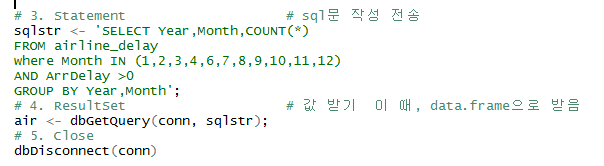 # 3. Statement # sql문 작성 전송
sqlstr <- 'SELECT Year,Month,COUNT(*)
FROM airline_delay
where Month IN (1,2,3,4,6,7,8,9,10,11,12)
AND ArrDelay >0
GROUP BY Year,Month';
# 4. ResultSet # 값 받기 이 때, data.frame으로 받음
air <- dbGetQuery(conn, sqlstr);
# 5. Close
dbDisconnect(conn)